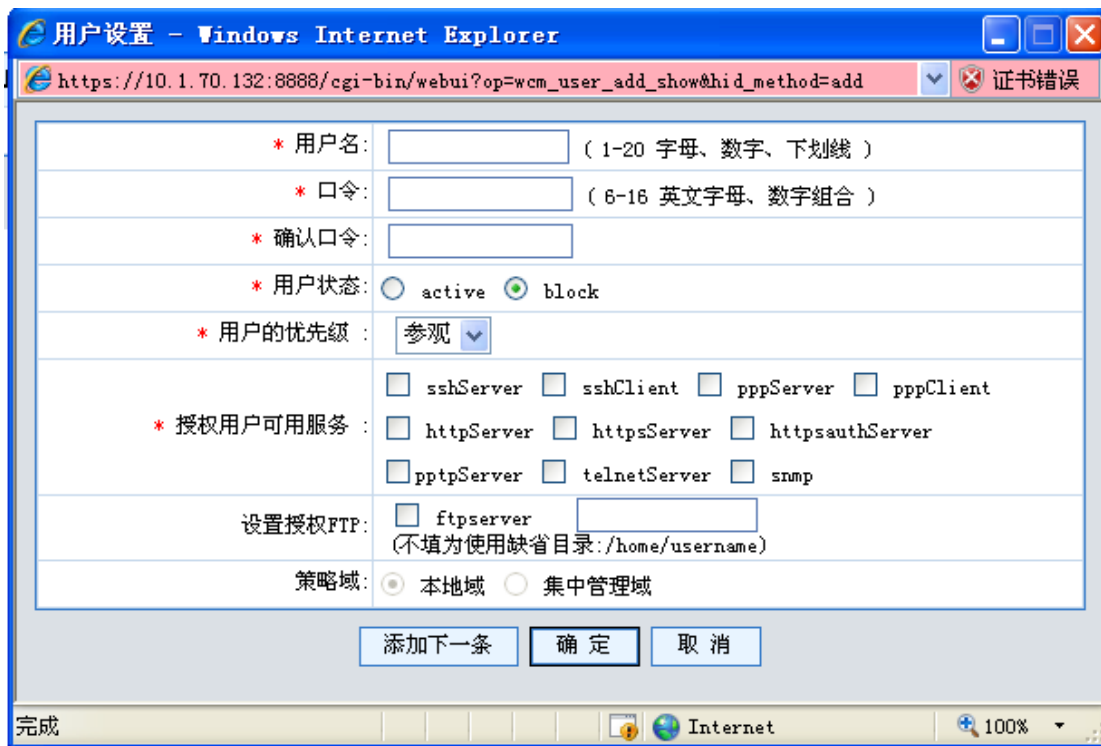 用户设置 - Windows Internet Explorer
https://10.1.70.132:8888/cgi-bin/webui?op=wcm_user_add_show&hid_method=add 证书错误
* 用户名: ( 1-20 字母、数字、下划线 )
* 口令: ( 6-16 英文字母、数字组合 )
* 确认口令:
* 用户状态: active block
* 用户的优先级 : 参观
* 授权用户可用服务 : sshServer sshClient pppServer pppClient
httpServer httpsServer httpsauthServer
pptpServer telnetServer snmp
设置授权FTP: ftpserver
(不填为使用缺省目录:/home/username)
策略域: 本地域 集中管理域
添加下一条 确 定 取 消
完成 Internet 100%